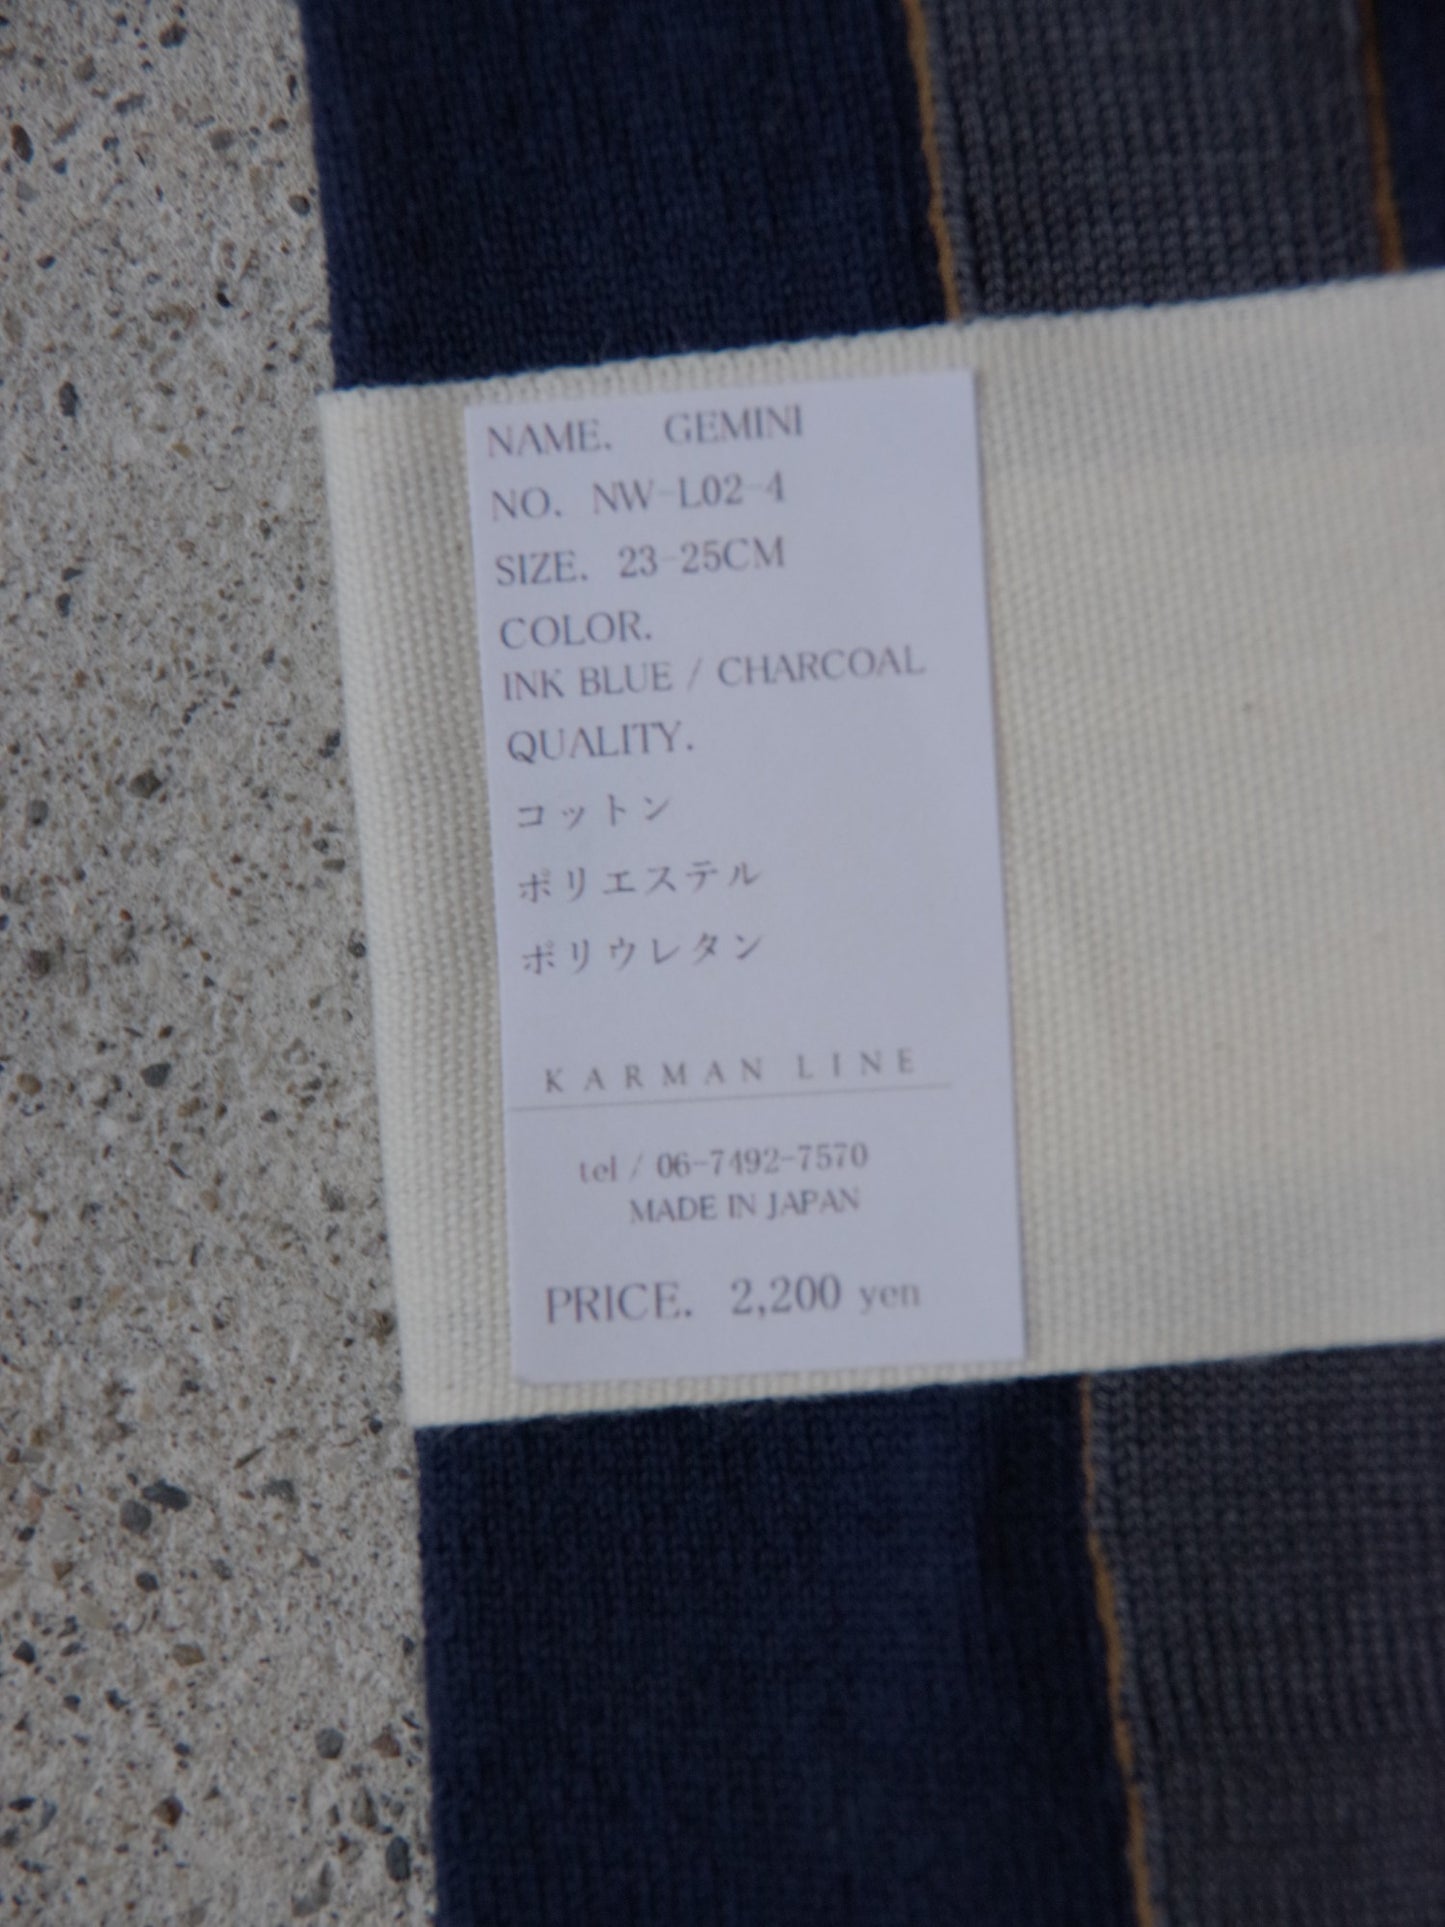 NAME. GEMINI
NO. NW-L02-4
SIZE. 23-25CM
COLOR.
INK BLUE / CHARCOAL
QUALITY.
コットン
ポリエステル
ポリウレタン
KARMAN LINE
tel / 06-7492-7570
MADE IN JAPAN
PRICE. 2,200 yen